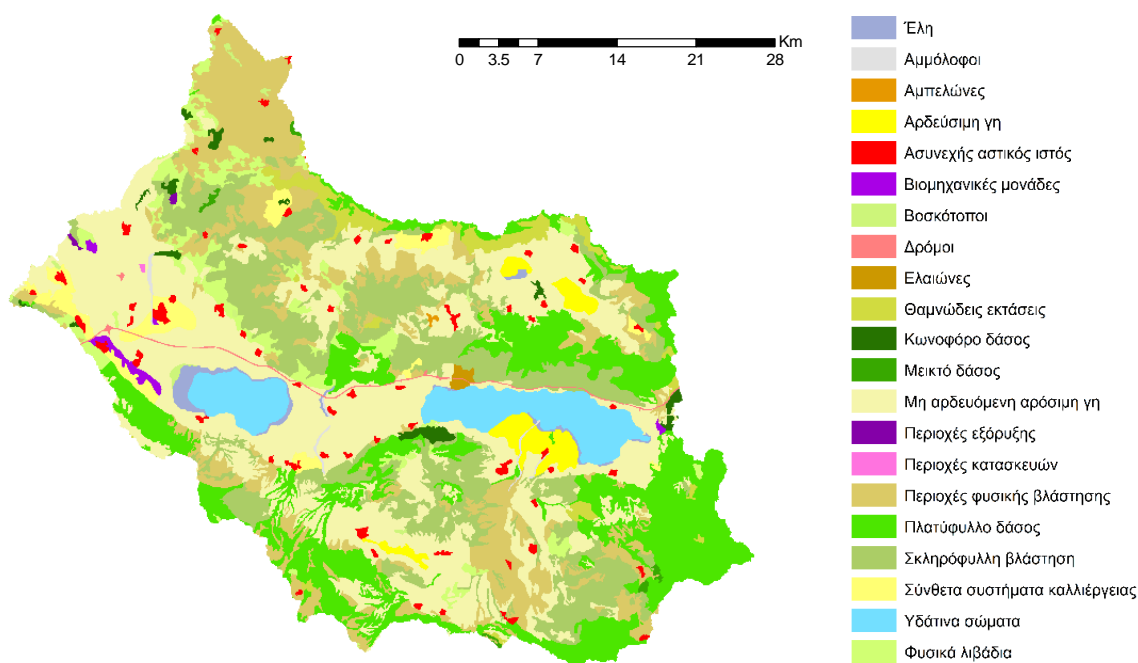 Km
0 3.5 7 14 21 28
Έλη
Αμμόλοφοι
Αμπελώνες
Αρδεύσιμη γη
Ασυνεχής αστικός ιστός
Βιομηχανικές μονάδες
Βοσκότοποι
Δρόμοι
Ελαιώνες
Θαμνώδεις εκτάσεις
Κωνοφόρο δάσος
Μεικτό δάσος
Μη αρδευόμενη αρόσιμη γη
Περιοχές εξόρυξης
Περιοχές κατασκευών
Περιοχές φυσικής βλάστησης
Πλατύφυλλο δάσος
Σκληρόφυλλη βλάστηση
Σύνθετα συστήματα καλλιέργειας
Υδάτινα σώματα
Φυσικά λιβάδια